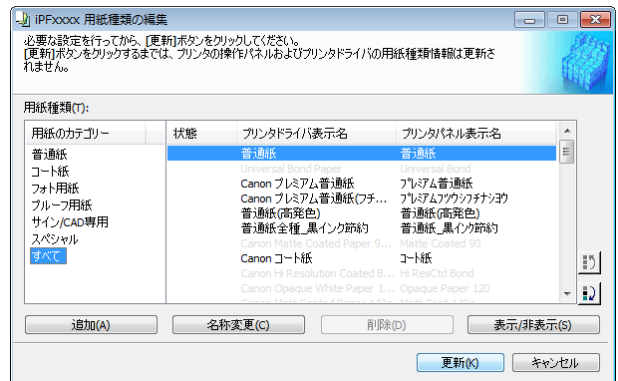 iPFxxxx 用紙種類の編集
必要な設定を行ってから、[更新]ボタンをクリックしてください。
[更新]ボタンをクリックするまでは、プリンタの操作パネルおよびプリンタドライバの用紙種類情報は更新さ
れません。
用紙種類(T):
用紙のカテゴリー 状態 プリンタドライバ表示名 プリンタパネル表示名
普通紙 普通紙 普通紙
コート紙 Universal Bond Paper Universal Bond
フォト用紙 Canon プレミアム普通紙 プレミアム普通紙
プルーフ用紙 Canon プレミアム普通紙(フチ... プレミアムフツウシフチナシヨウ
サイン/CAD専用 普通紙(高発色) 普通紙(高発色)
スペシャル 普通紙全種_黒インク節約 普通紙_黒インク節約
すべて Canon Matte Coated Paper 9... Matte Coated 90
Canon コート紙 コート紙
Canon Hi Resolution Coated B... Hi ResCtd Bond
Canon Opaque White Paper 1... Opaque Paper 120
追加(A) 名称変更(C) 削除(D) 表示/非表示(S)
更新(K) キャンセル